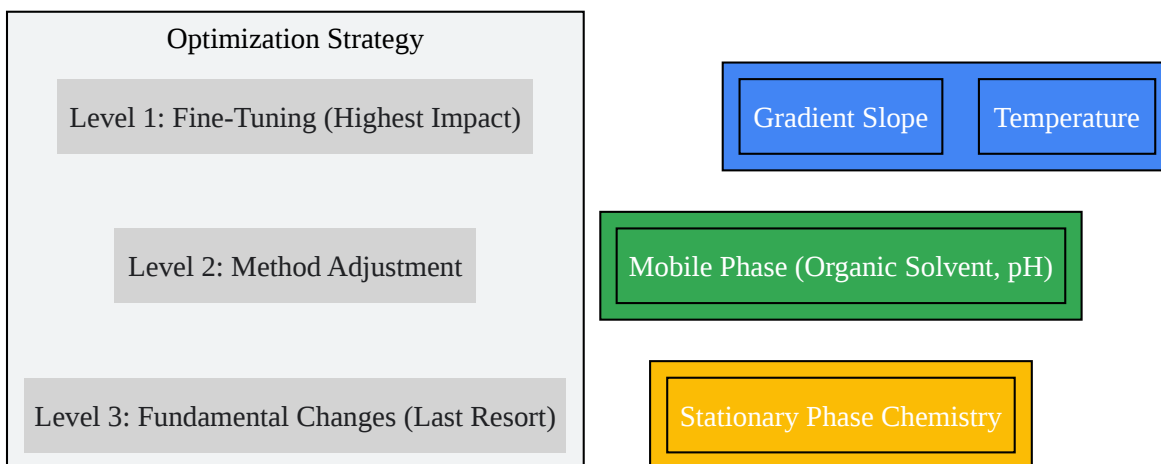 Optimization Strategy
Level 1: Fine-Tuning (Highest Impact)
Gradient Slope
Temperature
Level 2: Method Adjustment
Mobile Phase (Organic Solvent, pH)
Level 3: Fundamental Changes (Last Resort)
Stationary Phase Chemistry